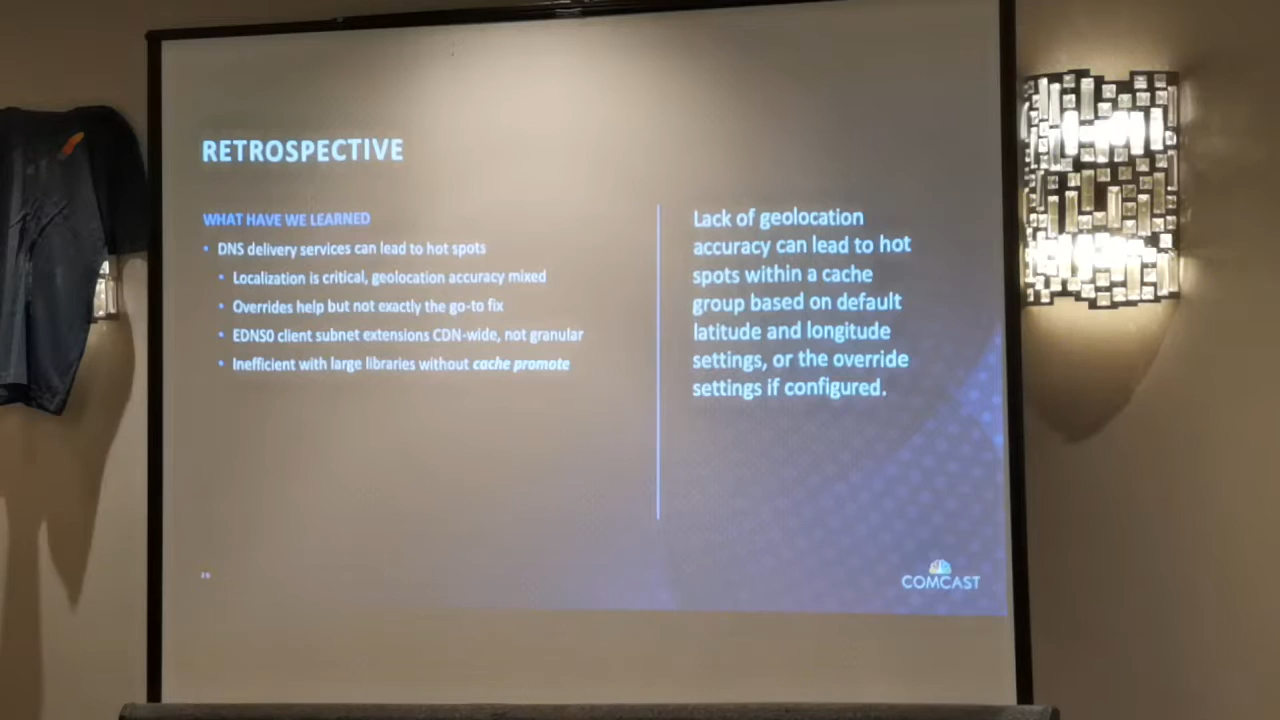 RETROSPECTIVE
WHAT HAVE WE LEARNED
• DNS delivery services can lead to hot spots
• Localization is critical, geolocation accuracy mixed
• Overrides help but not exactly the go-to fix
• EDNS0 client subnet extensions CDN-wide, not granular
• Inefficient with large libraries without cache promote
Lack of geolocation
accuracy can lead to hot
spots within a cache
group based on default
latitude and longitude
settings, or the override
settings if configured.
COMCAST